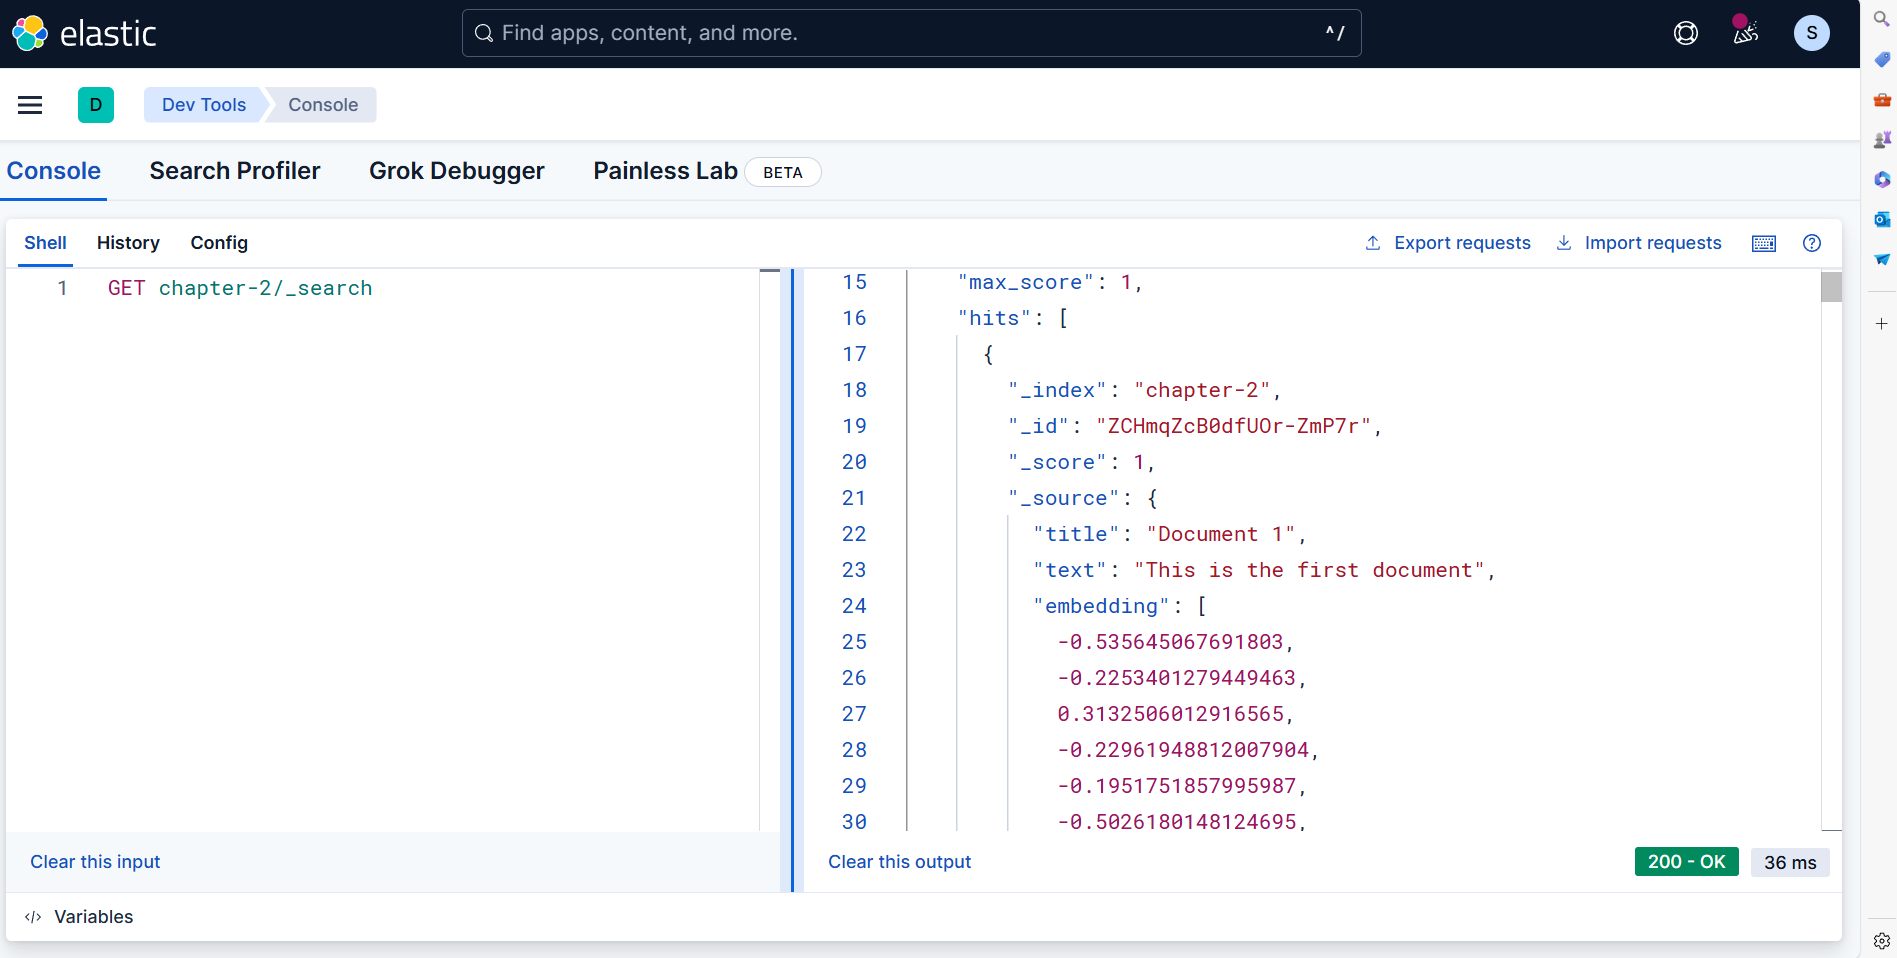 elastic
Find apps, content, and more.
^ /
S
D
Dev Tools
Console
Console
Search Profiler
Grok Debugger
Painless Lab
BETA
Shell
History
Config
Export requests
Import requests
1 GET chapter-2/_search
15 "max_score": 1,
16 "hits": [
17 {
18 "_index": "chapter-2",
19 "_id": "ZCHmqZcB0dfUOr-ZmP7r",
20 "_score": 1,
21 "_source": {
22 "title": "Document 1",
23 "text": "This is the first document",
24 "embedding": [
25 -0.535645067691803,
26 -0.2253401279449463,
27 0.3132506012916565,
28 -0.22961948812007904,
29 -0.1951751857995987,
30 -0.5026180148124695,
Clear this input
Clear this output
200 - OK
36 ms
</> Variables